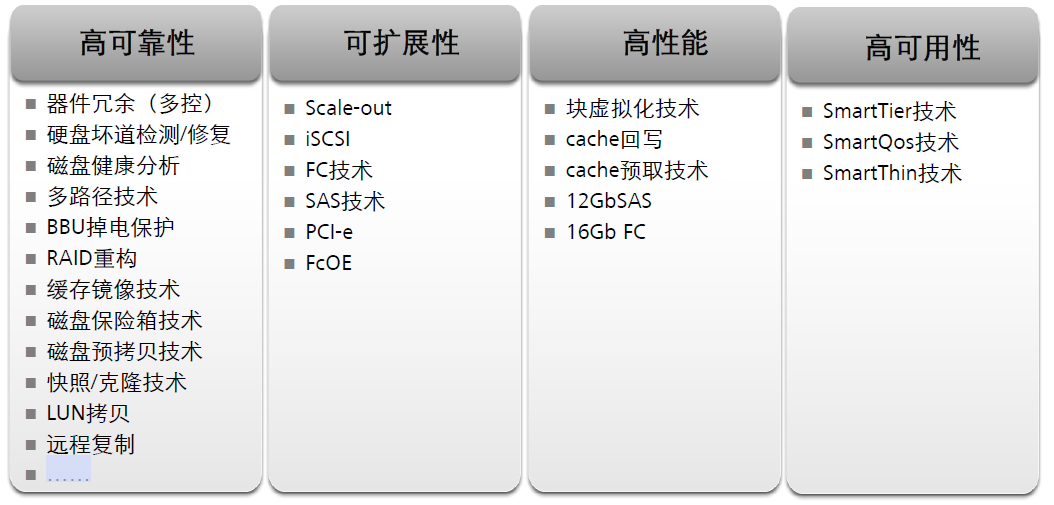 高可靠性
器件冗余（多控）
硬盘坏道检测/修复
磁盘健康分析
多路径技术
BBU掉电保护
RAID重构
缓存镜像技术
磁盘保险箱技术
磁盘预拷贝技术
快照/克隆技术
LUN拷贝
远程复制
......
可扩展性
Scale-out
iSCSI
FC技术
SAS技术
PCI-e
FcOE
高性能
块虚拟化技术
cache回写
cache预取技术
12GbSAS
16Gb FC
高可用性
SmartTier技术
SmartQos技术
SmartThin技术